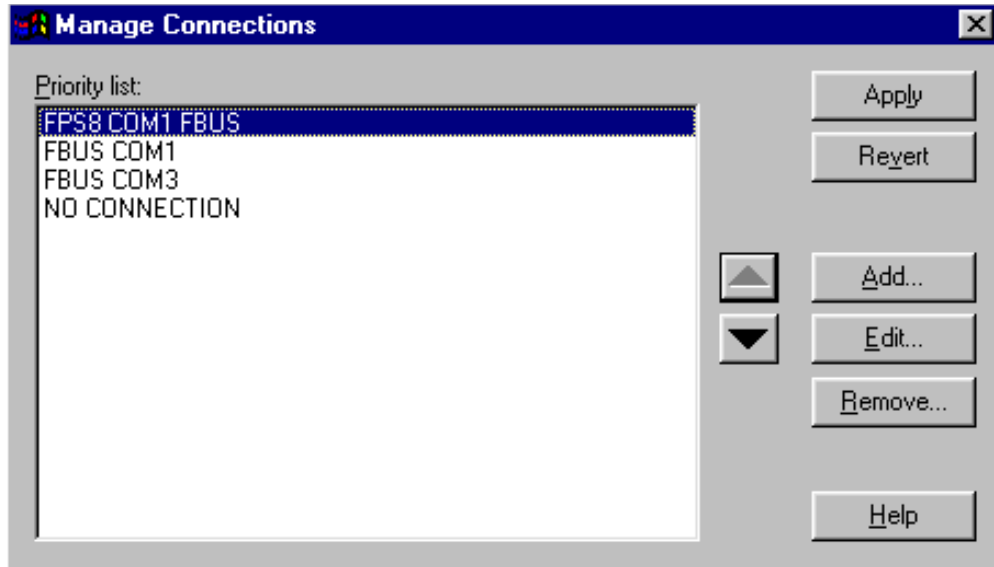 Manage Connections
Priority list:
FPS8 COM1 FBUS
FBUS COM1
FBUS COM3
NO CONNECTION
Apply
Revert
Add...
Edit...
Remove...
Help